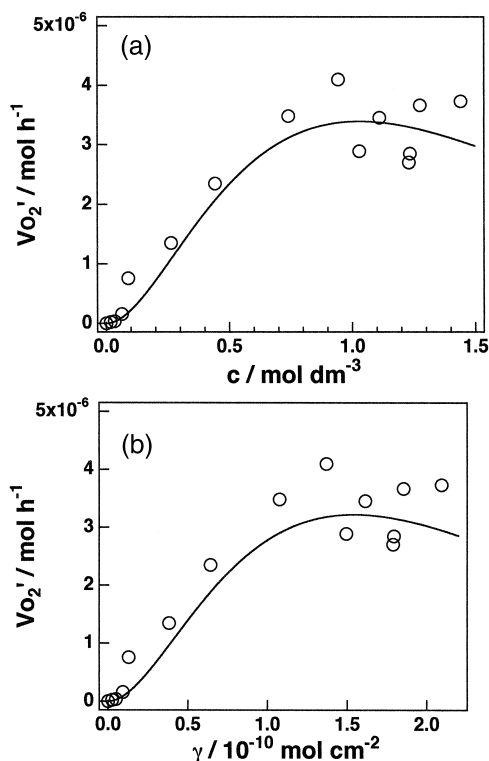 5x10⁻⁶
(a)
4
3
2
1
0
Vo₂' / mol h⁻¹
0.0 0.5 1.0 1.5
c / mol dm⁻³
5x10⁻⁶
(b)
4
3
2
1
0
Vo₂' / mol h⁻¹
0.0 0.5 1.0 1.5 2.0
γ / 10⁻¹⁰ mol cm⁻²